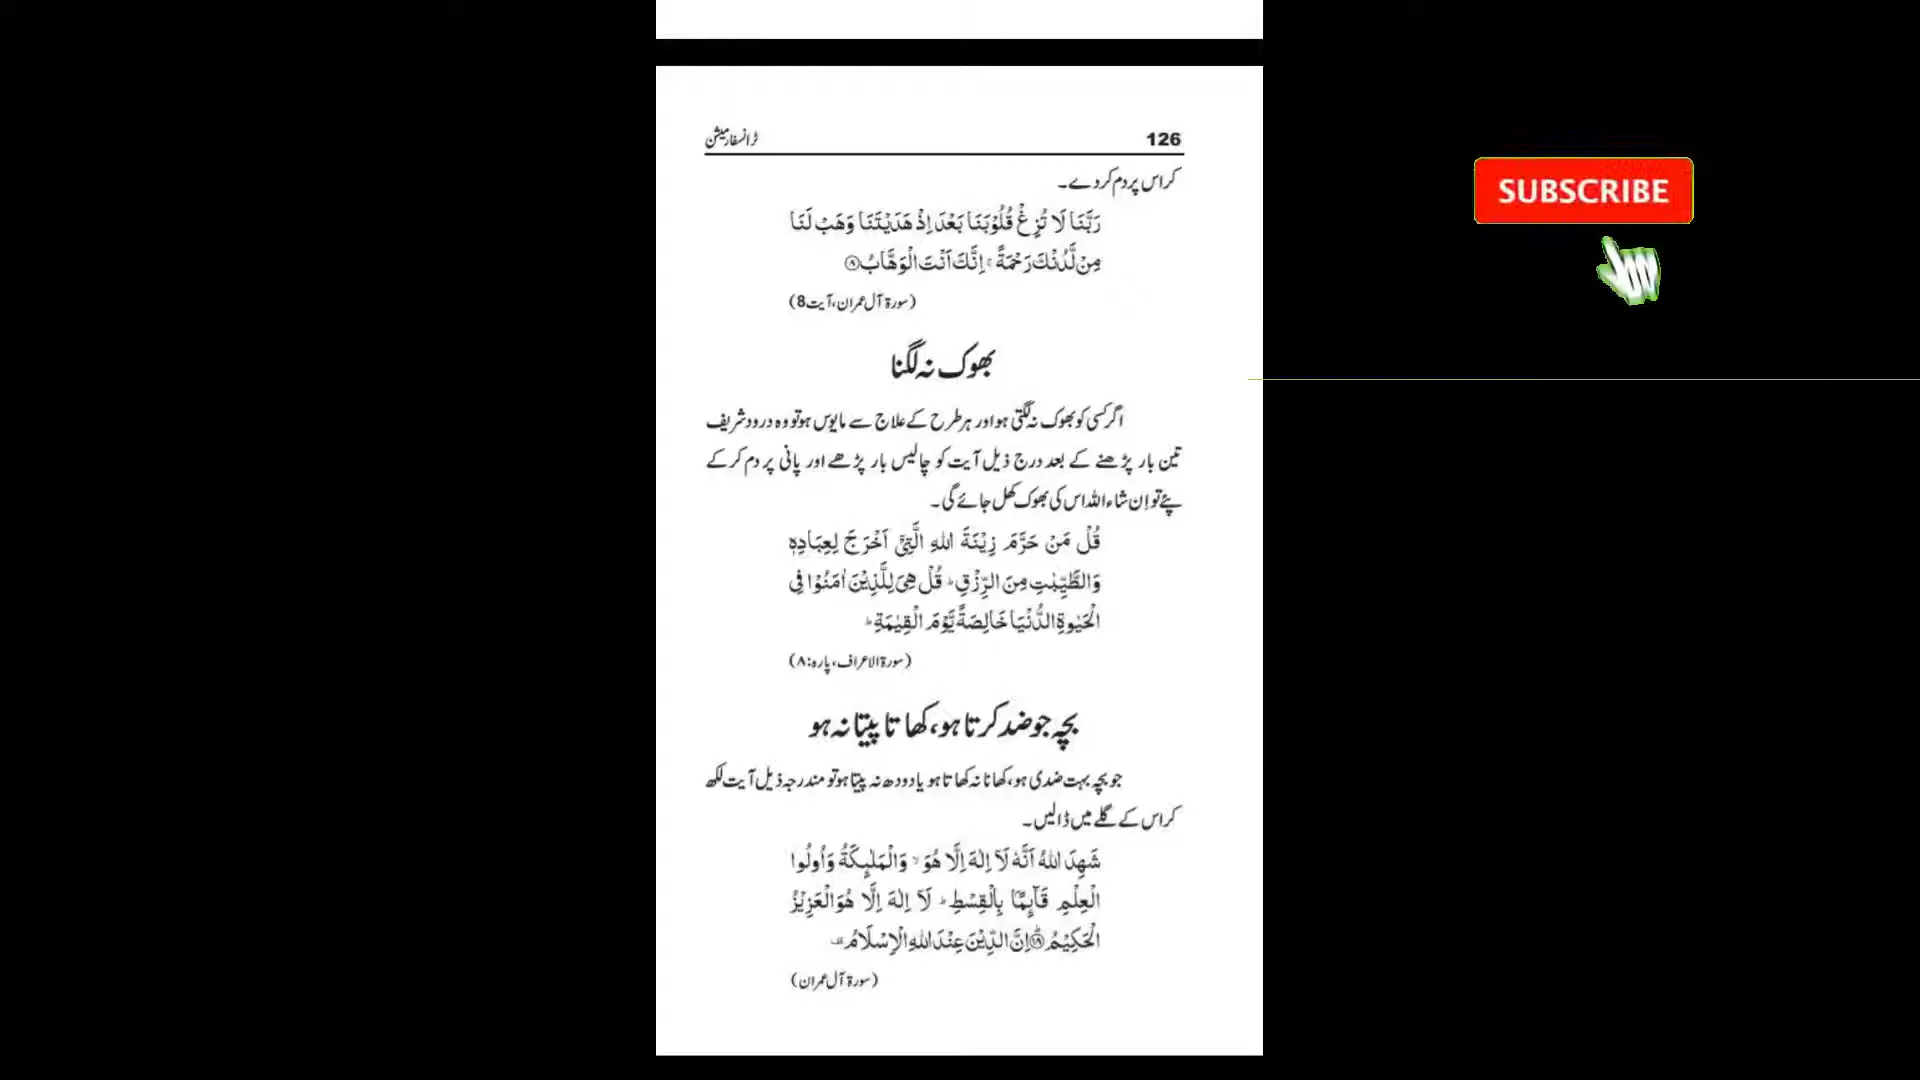 126 ٹرانسفارمیشن
کر اس پر دم کر دے۔
رَبَّنَا لَا تُزِغْ قُلُوْبَنَا بَعْدَ اِذْ هَدَيْتَنَا وَهَبْ لَنَا
مِنْ لَّدُنْكَ رَحْمَةً ۚ اِنَّكَ اَنْتَ الْوَهَّابُ ۝۸
(سورۃ آل عمران، آیت 8)
بھوک نہ لگنا
اگر کسی کو بھوک نہ لگتی ہو اور ہر طرح کے علاج سے مایوس ہو تو وہ درود شریف
تین بار پڑھنے کے بعد درج ذیل آیت کو چالیس بار پڑھے اور پانی پر دم کر کے
پئے تو اِن شاء اللہ اس کی بھوک کھل جائے گی۔
قُلْ مَنْ حَرَّمَ زِيْنَةَ اللهِ الَّتِيْٓ اَخْرَجَ لِعِبَادِهٖ
وَالطَّيِّبٰتِ مِنَ الرِّزْقِ ؕ قُلْ هِيَ لِلَّذِيْنَ اٰمَنُوْا فِي
الْحَيٰوةِ الدُّنْيَا خَالِصَةً يَّوْمَ الْقِيٰمَةِ ؕ
(سورۃ الاعراف، پارہ: ۸)
بچہ جو ضد کرتا ہو، کھاتا پیتا نہ ہو
جو بچہ بہت ضدی ہو، کھانا نہ کھاتا ہو یا دودھ نہ پیتا ہو تو مندرجہ ذیل آیت لکھ
کر اس کے گلے میں ڈالیں۔
شَهِدَ اللهُ اَنَّهٗ لَآ اِلٰهَ اِلَّا هُوَ ۙ وَالْمَلٰٓئِكَةُ وَاُولُوا
الْعِلْمِ قَآئِمًۢا بِالْقِسْطِ ؕ لَآ اِلٰهَ اِلَّا هُوَ الْعَزِيْزُ
الْحَكِيْمُ ۝۱۸ اِنَّ الدِّيْنَ عِنْدَ اللهِ الْاِسْلَامُ ۟
(سورۃ آل عمران)
SUBSCRIBE